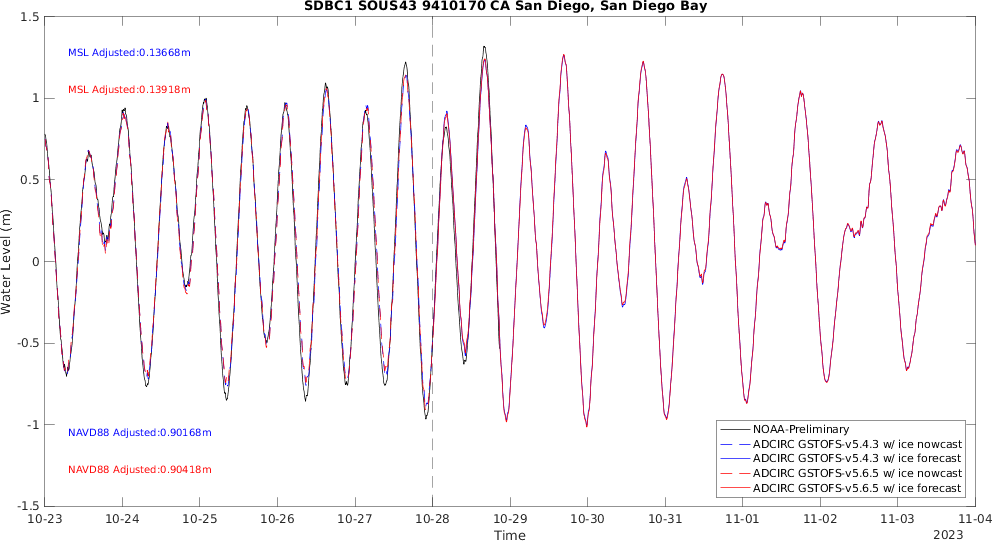 SDBC1 SOUS43 9410170 CA San Diego, San Diego Bay
1.5
MSL Adjusted:0.13668m
MSL Adjusted:0.13918m
1
0.5
Water Level (m)
0
-0.5
-1
NAVD88 Adjusted:0.90168m
NAVD88 Adjusted:0.90418m
NOAA-Preliminary
ADCIRC GSTOFS-v5.4.3 w/ ice nowcast
ADCIRC GSTOFS-v5.4.3 w/ ice forecast
ADCIRC GSTOFS-v5.6.5 w/ ice nowcast
ADCIRC GSTOFS-v5.6.5 w/ ice forecast
-1.5
10-23 10-24 10-25 10-26 10-27 10-28 10-29 10-30 10-31 11-01 11-02 11-03 11-04
Time
2023